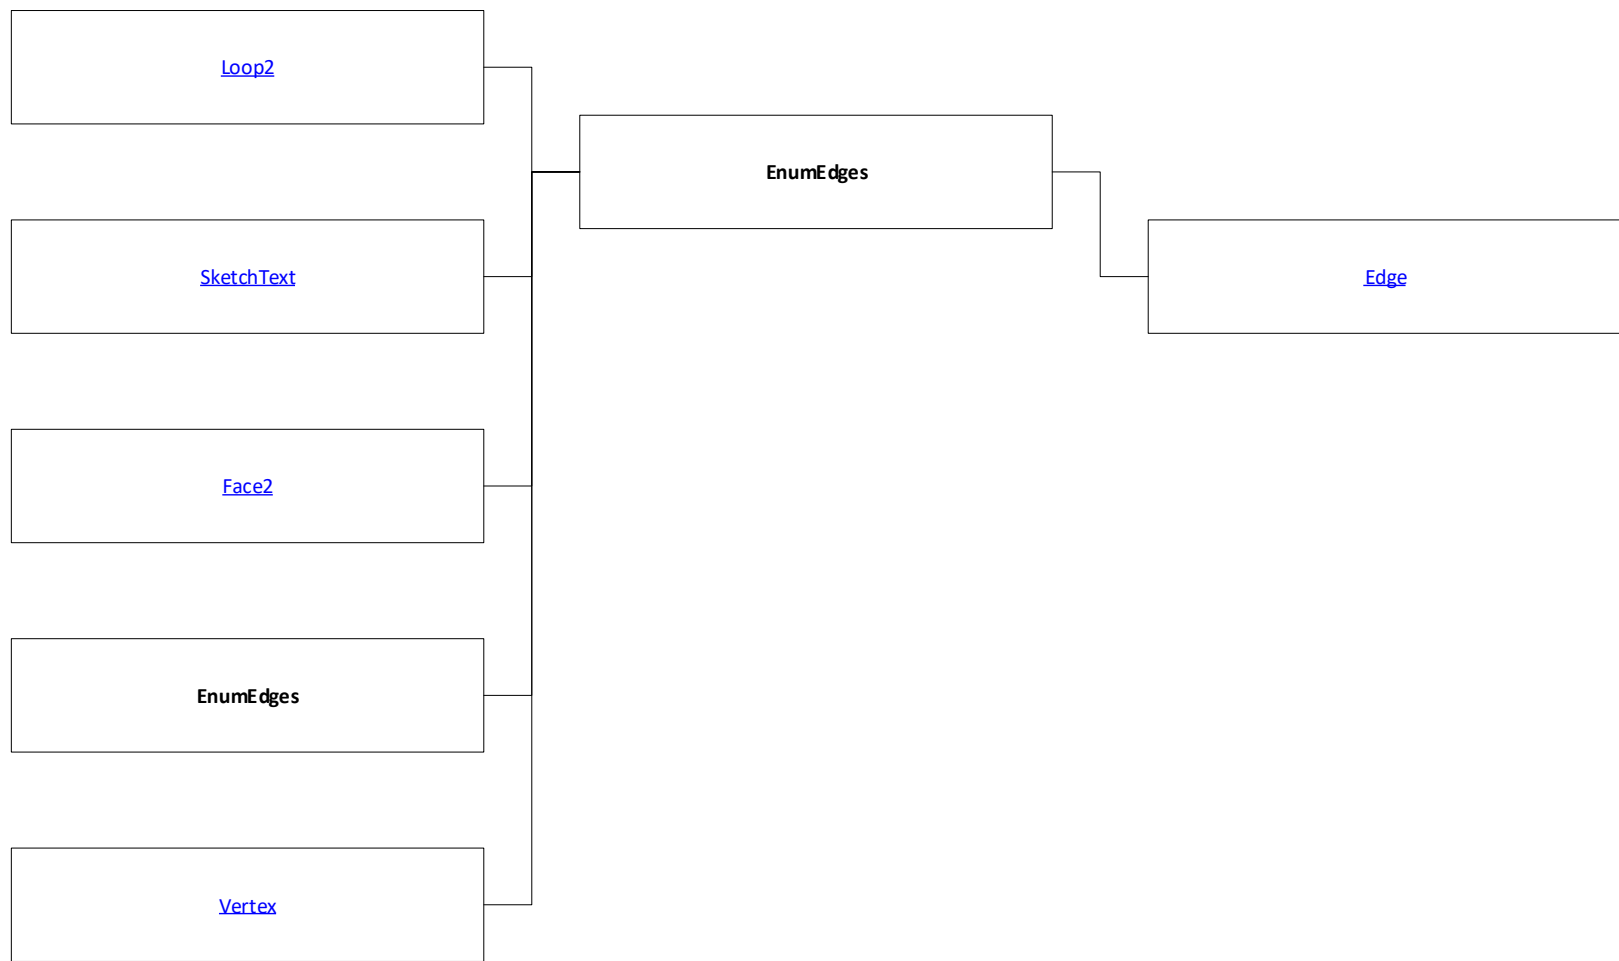 Loop2
EnumEdges
SketchText
Edge
Face2
EnumEdges
Vertex